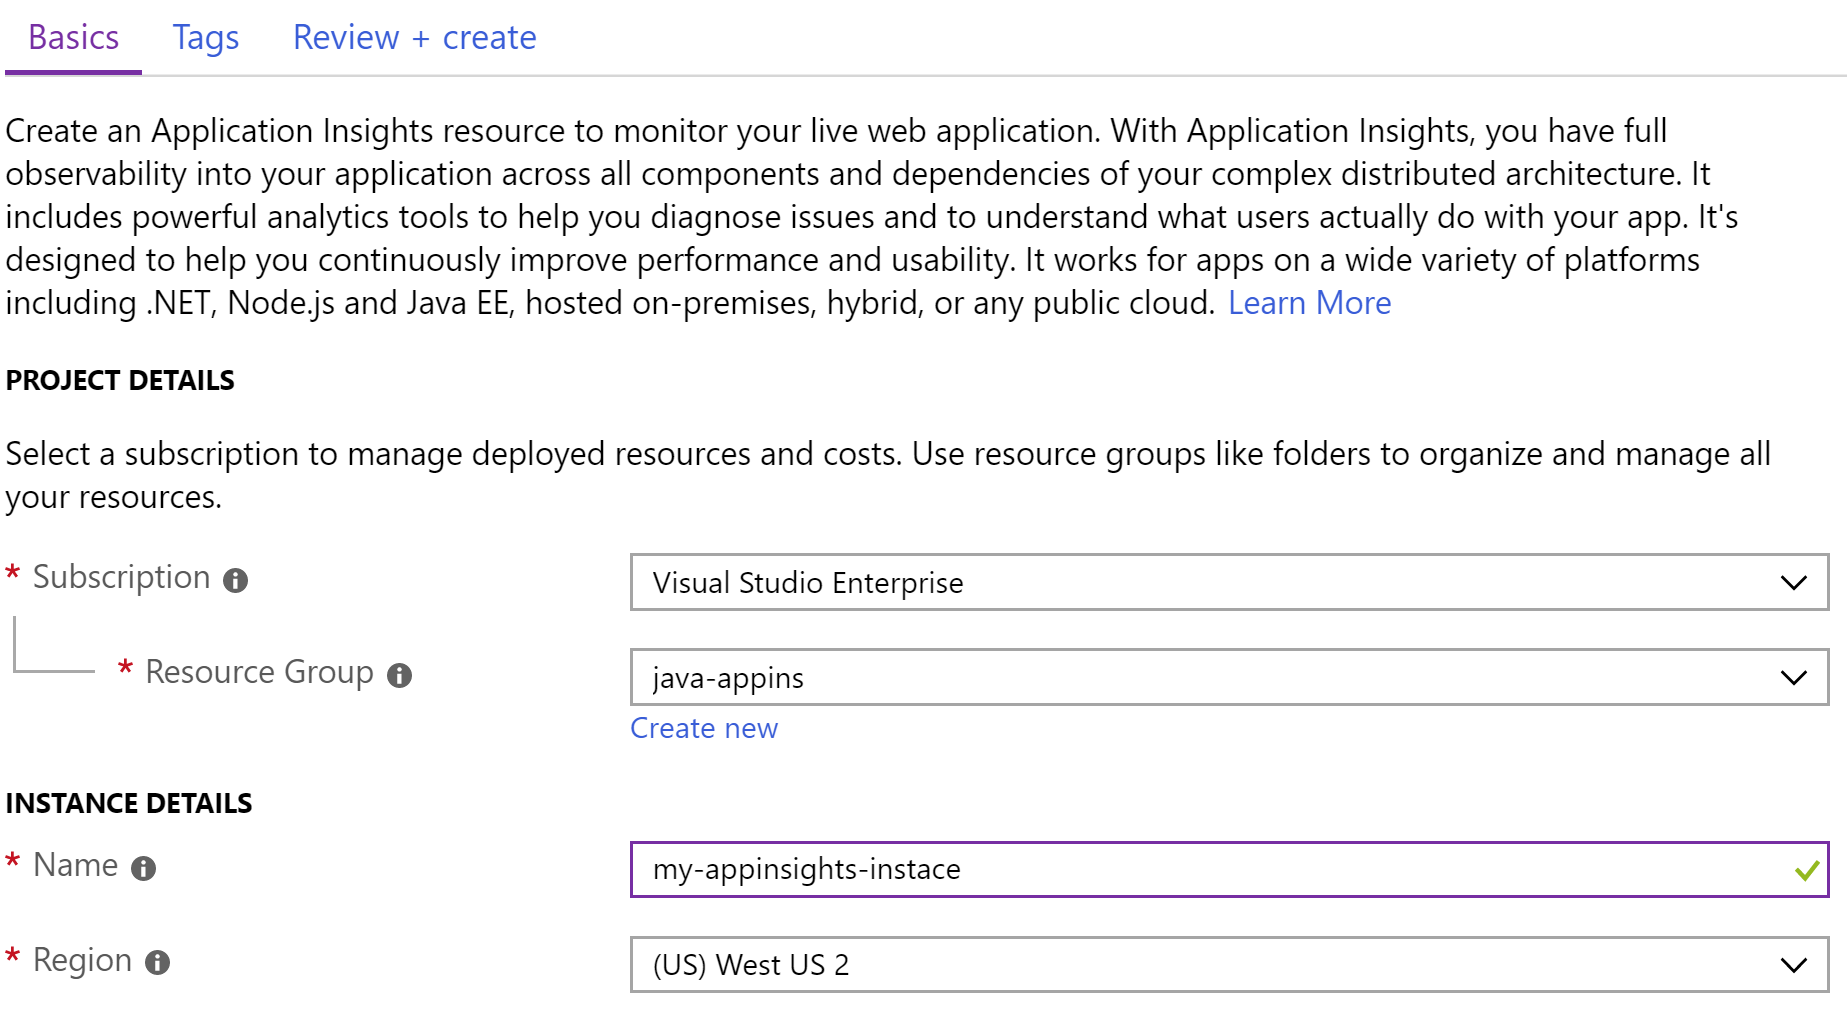 Basics Tags Review + create
Create an Application Insights resource to monitor your live web application. With Application Insights, you have full
observability into your application across all components and dependencies of your complex distributed architecture. It
includes powerful analytics tools to help you diagnose issues and to understand what users actually do with your app. It's
designed to help you continuously improve performance and usability. It works for apps on a wide variety of platforms
including .NET, Node.js and Java EE, hosted on-premises, hybrid, or any public cloud. Learn More
PROJECT DETAILS
Select a subscription to manage deployed resources and costs. Use resource groups like folders to organize and manage all
your resources.
* Subscription Visual Studio Enterprise
* Resource Group java-appins
Create new
INSTANCE DETAILS
* Name my-appinsights-instace
* Region (US) West US 2